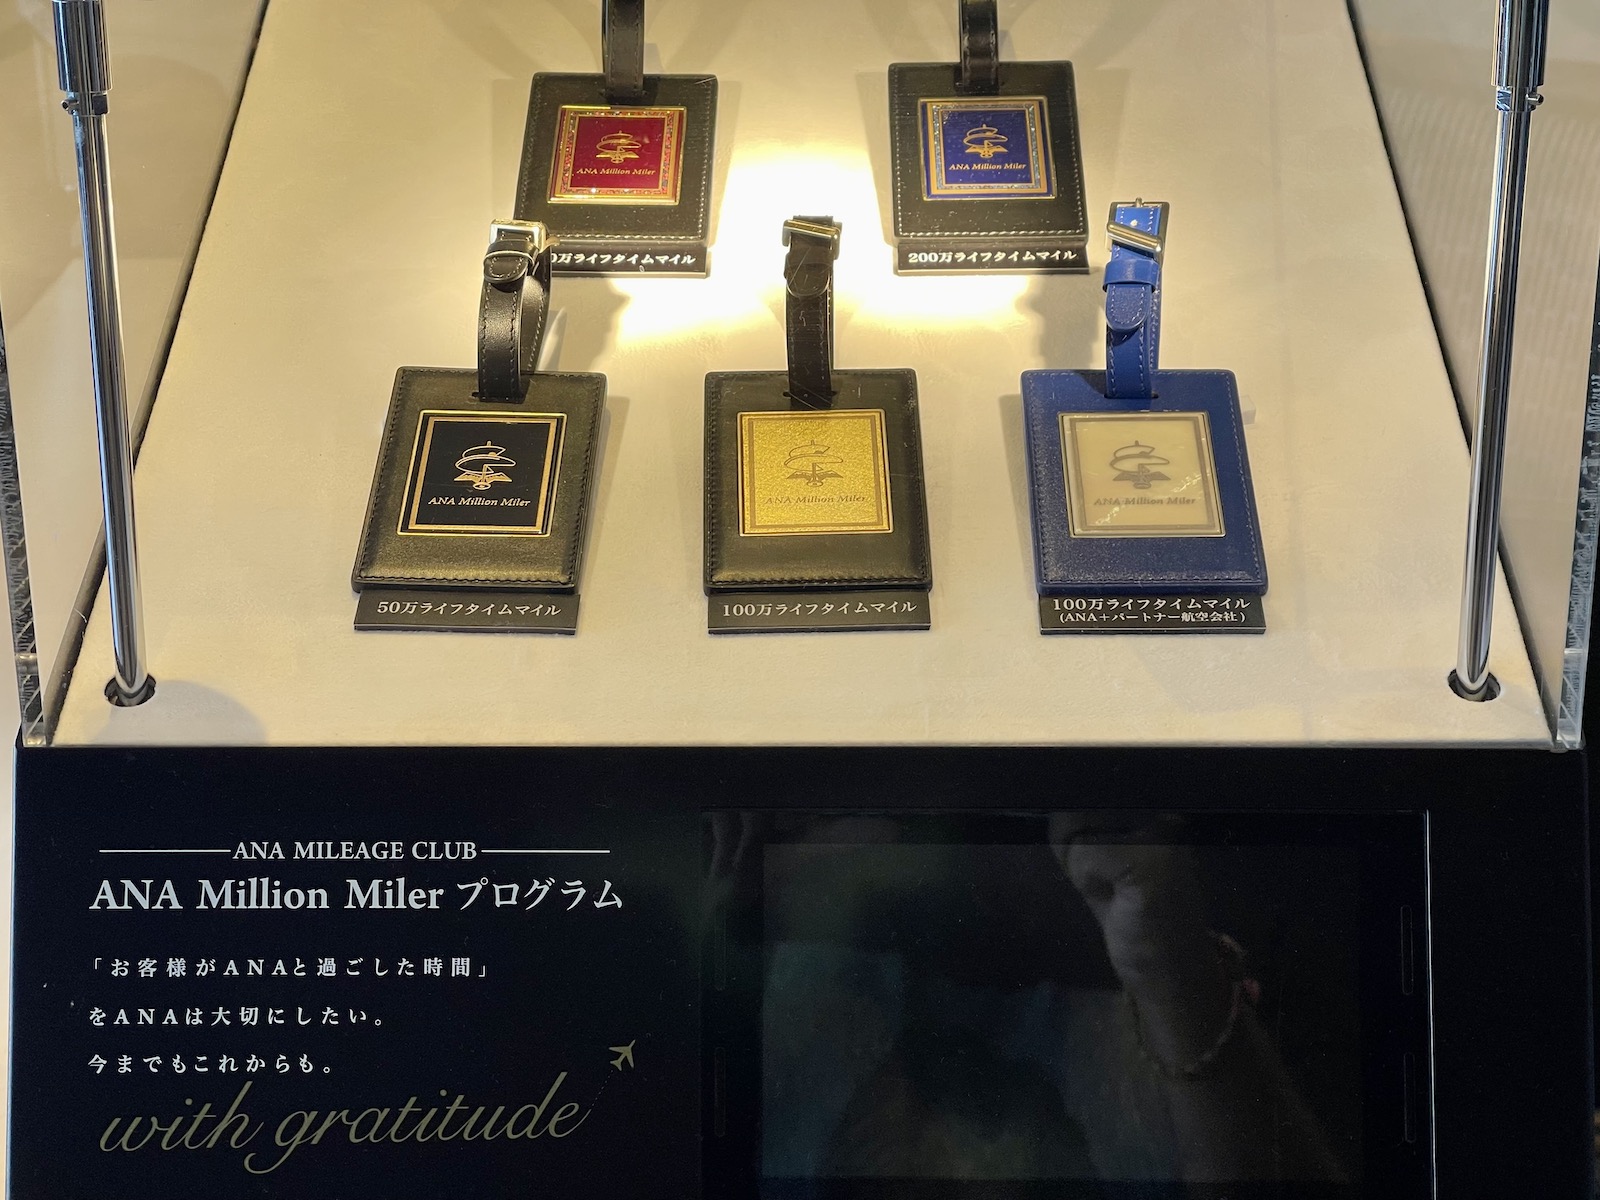 ANA Million Miler
ANA Million Miler
0万ライフタイムマイル
200万ライフタイムマイル
ANA Million Miler
ANA Million Miler
ANA Million Miler
50万ライフタイムマイル
100万ライフタイムマイル
100万ライフタイムマイル
(ANA＋パートナー航空会社)
ANA MILEAGE CLUB
ANA Million Miler プログラム
「お客様がANAと過ごした時間」
をANAは大切にしたい。
今までもこれからも。
with gratitude